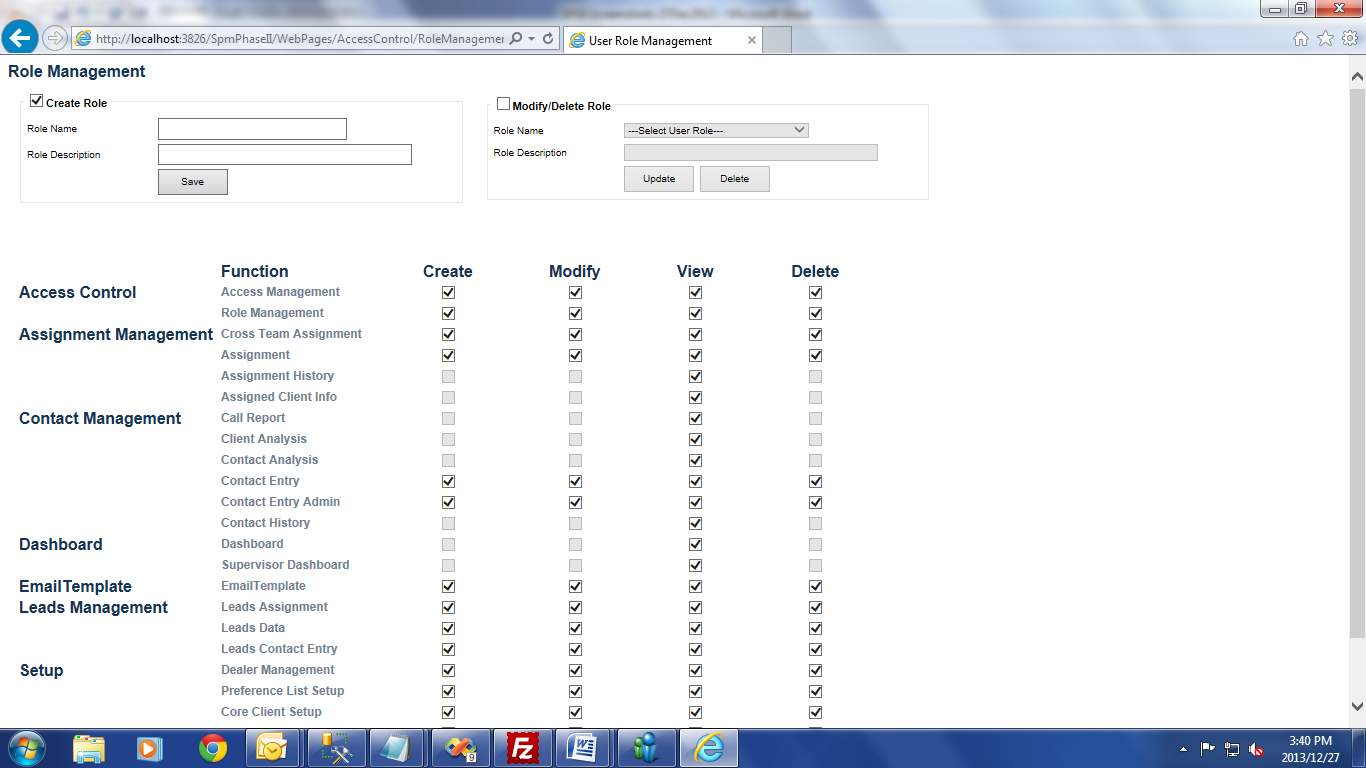 http://localhost:3826/SpmPhaseII/WebPages/AccessControl/RoleManagemer
User Role Management
Role Management
Create Role
Role Name
Role Description
Save
Modify/Delete Role
Role Name ---Select User Role---
Role Description
Update Delete
Function Create Modify View Delete
Access Control Access Management
Role Management
Assignment Management Cross Team Assignment
Assignment
Assignment History
Assigned Client Info
Contact Management Call Report
Client Analysis
Contact Analysis
Contact Entry
Contact Entry Admin
Contact History
Dashboard Dashboard
Supervisor Dashboard
EmailTemplate EmailTemplate
Leads Management Leads Assignment
Leads Data
Leads Contact Entry
Setup Dealer Management
Preference List Setup
Core Client Setup
9
3:40 PM
2013/12/27